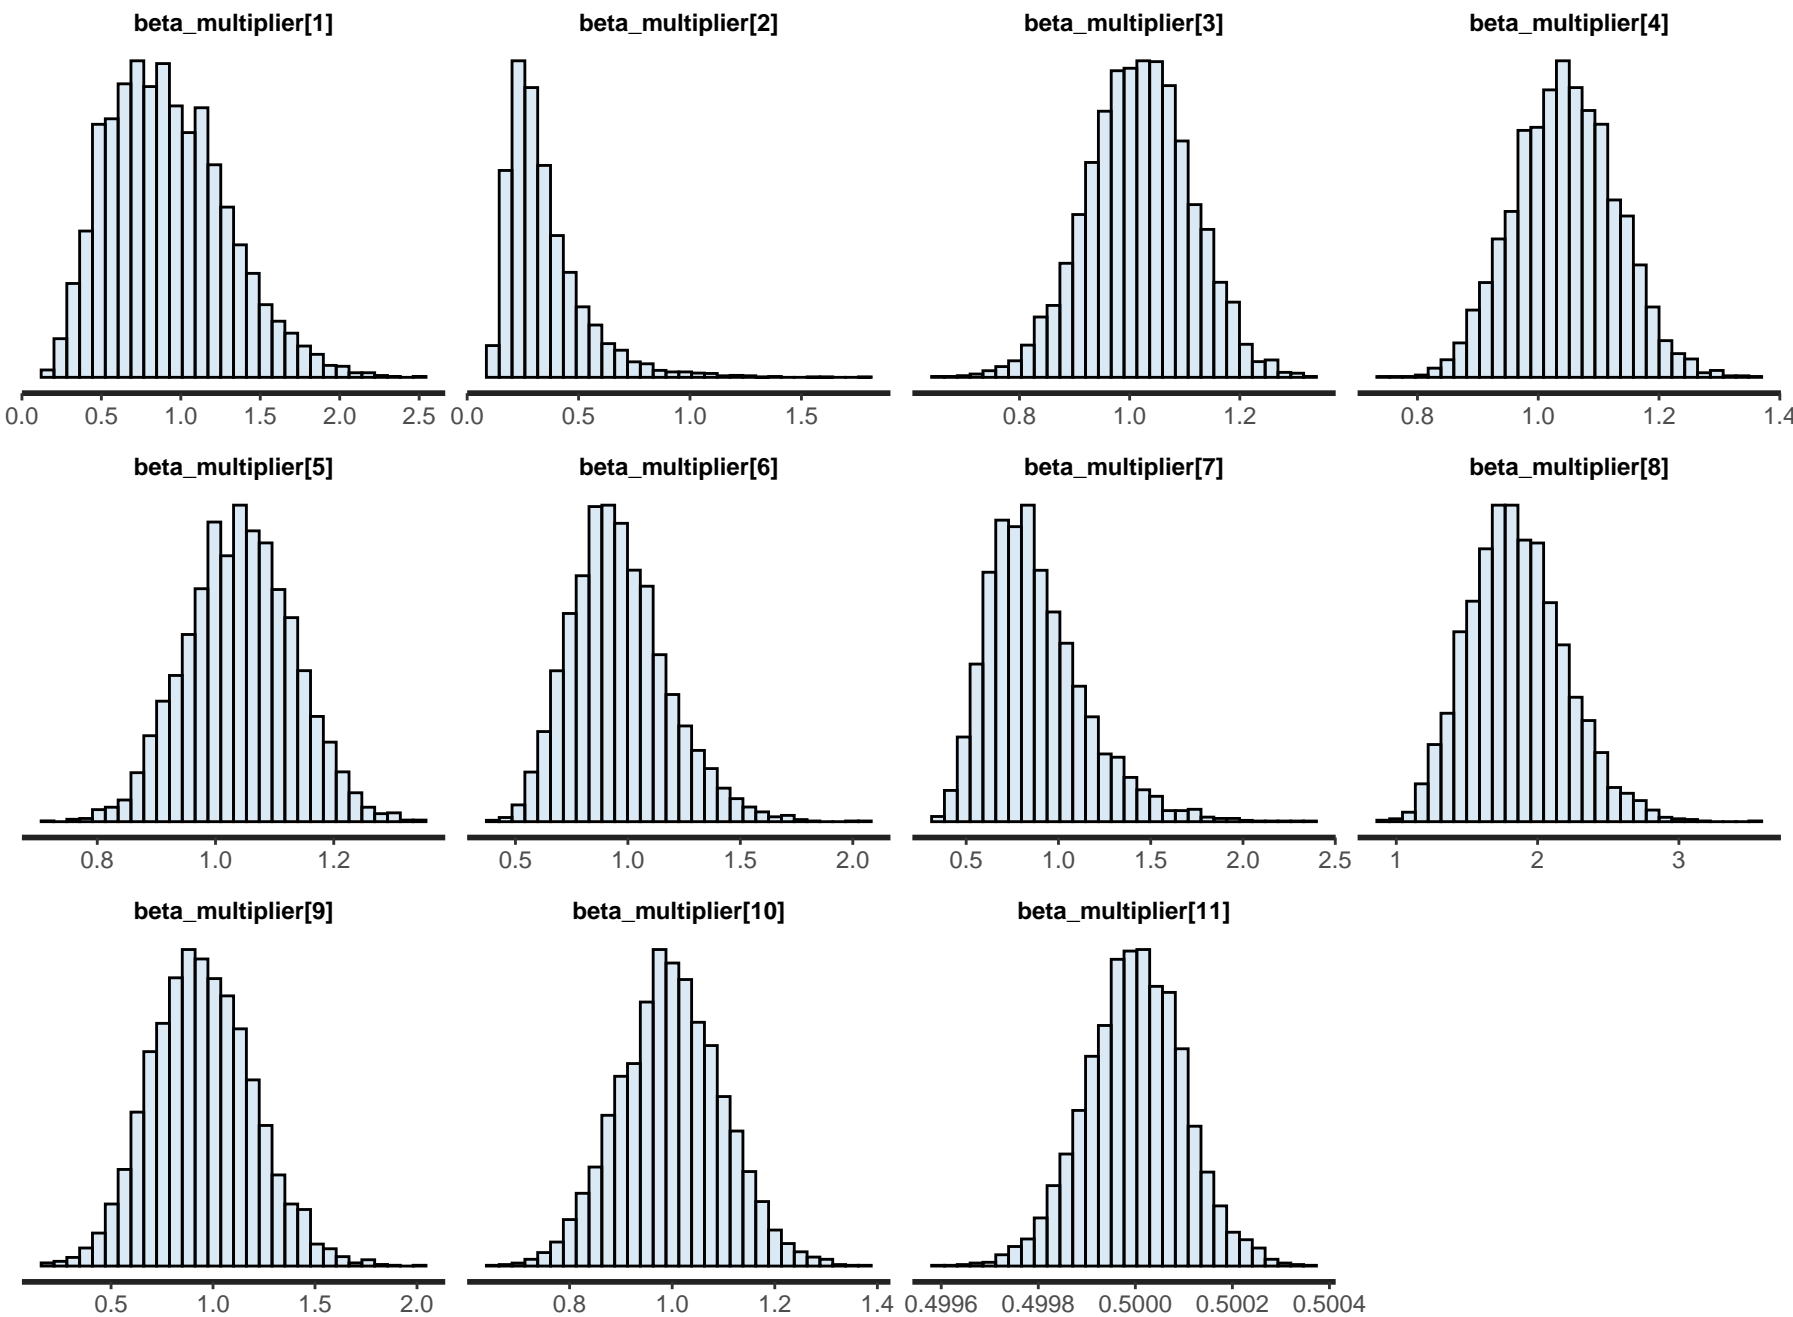 beta_multiplier[1] beta_multiplier[2] beta_multiplier[3] beta_multiplier[4]
0.0 0.5 1.0 1.5 2.0 2.5 0.0 0.5 1.0 1.5 0.8 1.0 1.2 0.8 1.0 1.2 1.4
beta_multiplier[5] beta_multiplier[6] beta_multiplier[7] beta_multiplier[8]
0.8 1.0 1.2 0.5 1.0 1.5 2.0 0.5 1.0 1.5 2.0 2.5 1 2 3
beta_multiplier[9] beta_multiplier[10] beta_multiplier[11]
0.5 1.0 1.5 2.0 0.8 1.0 1.2 1.4 0.4996 0.4998 0.5000 0.5002 0.5004